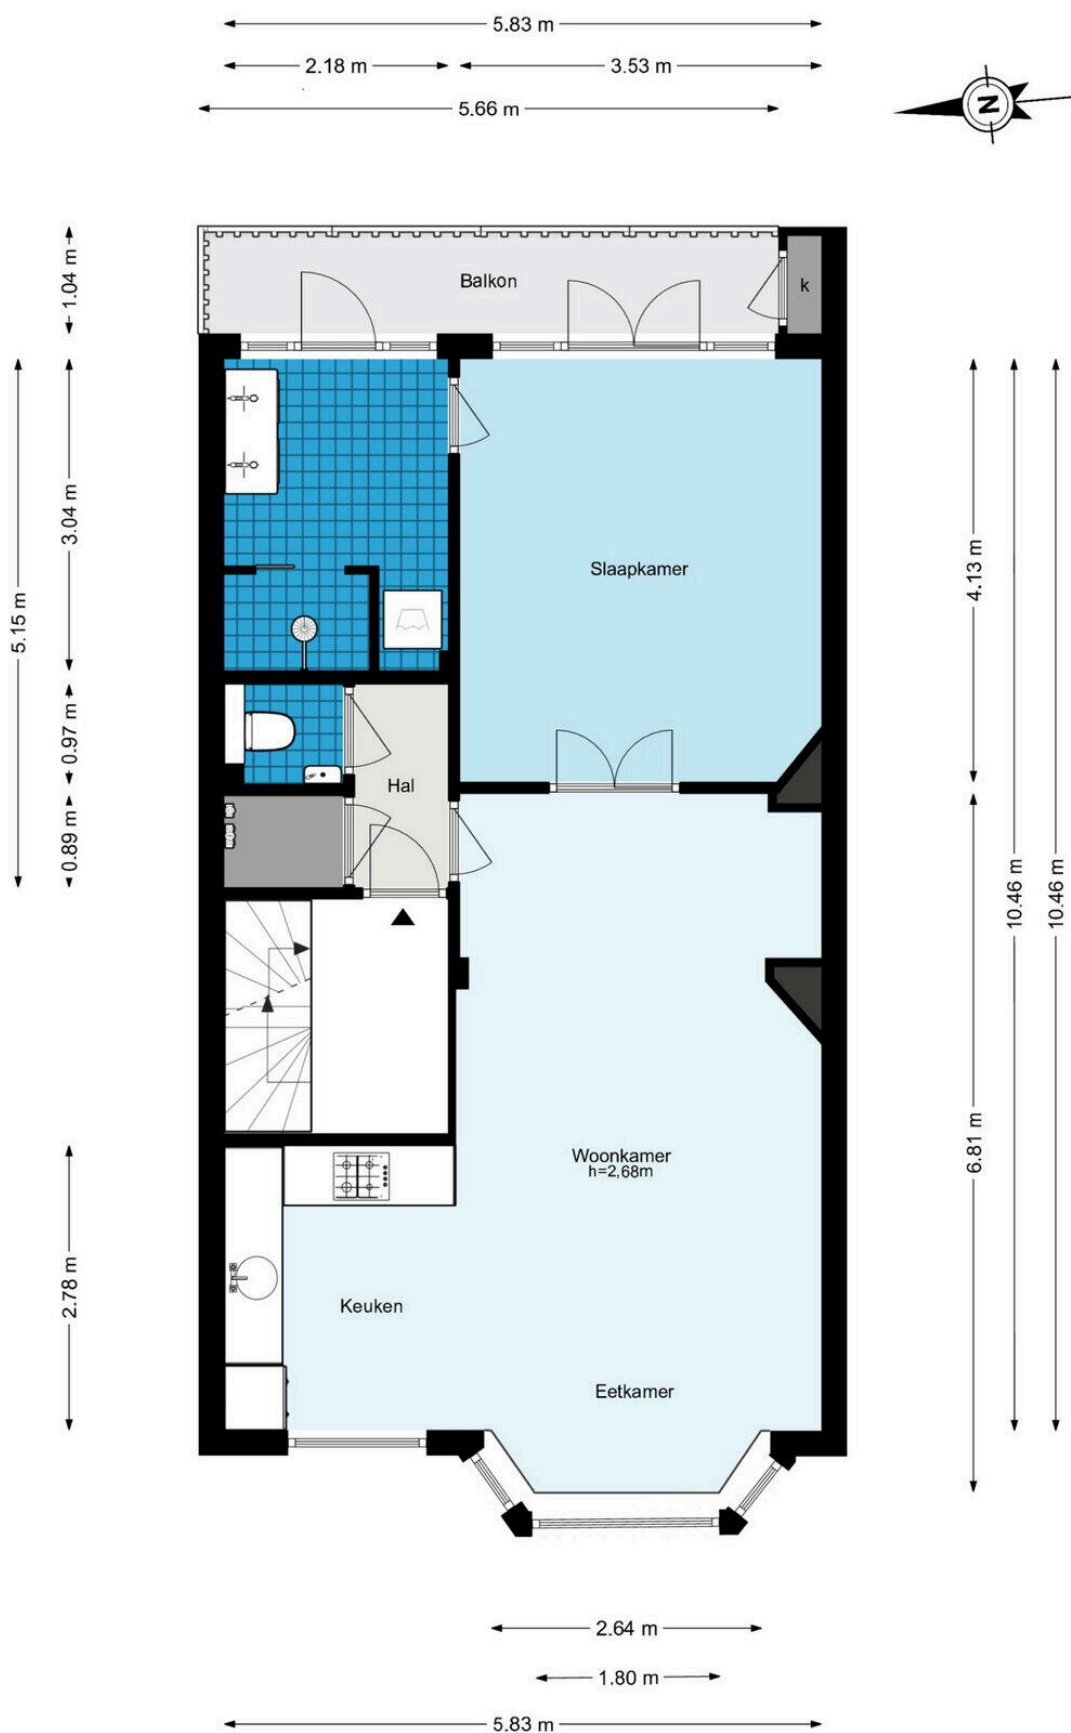 5.83 m
2.18 m
3.53 m
5.66 m
N
1.04 m
Balkon
k
3.04 m
5.15 m
Slaapkamer
4.13 m
0.97 m
Hal
0.89 m
10.46 m
10.46 m
Woonkamer
h=2,68m
6.81 m
2.78 m
Keuken
Eetkamer
2.64 m
1.80 m
5.83 m